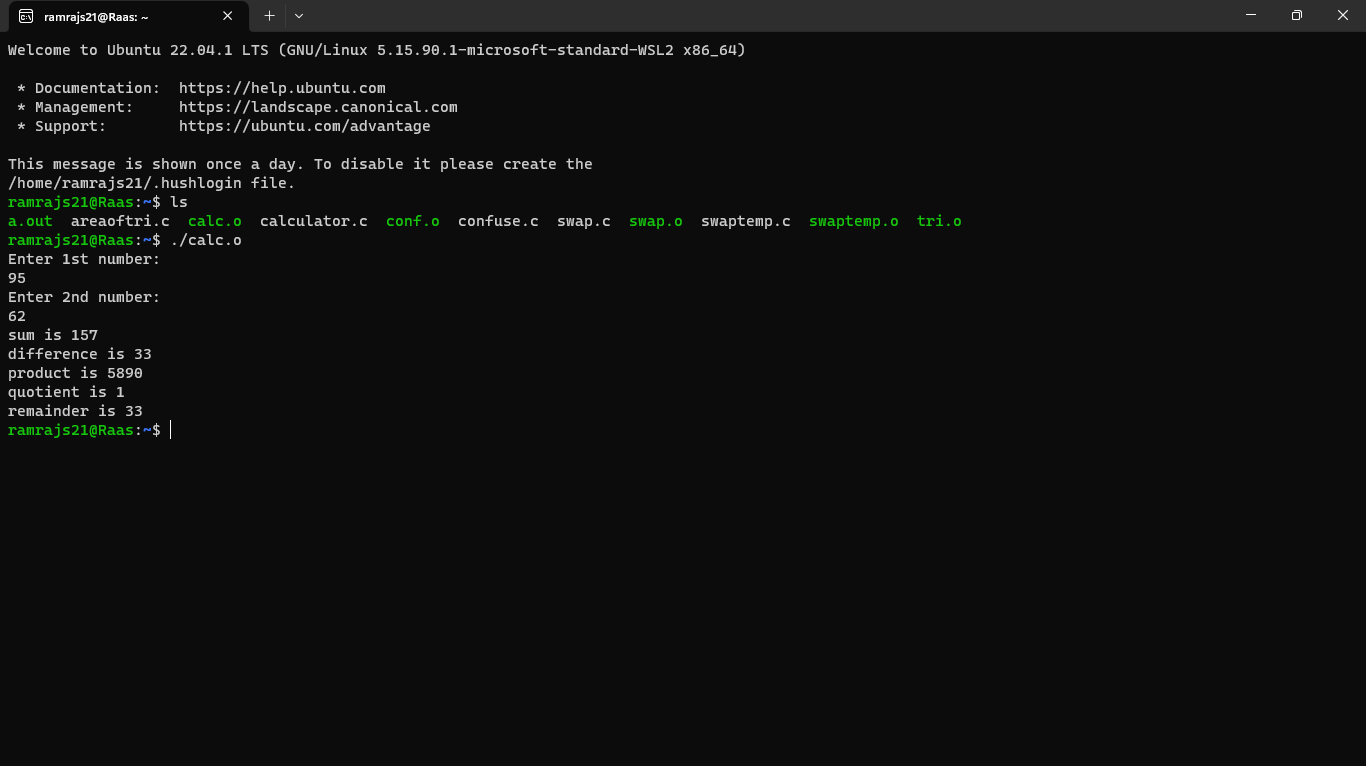 ramrajs21@Raas: ~
Welcome to Ubuntu 22.04.1 LTS (GNU/Linux 5.15.90.1-microsoft-standard-WSL2 x86_64)
 * Documentation:  https://help.ubuntu.com
 * Management:     https://landscape.canonical.com
 * Support:        https://ubuntu.com/advantage
This message is shown once a day. To disable it please create the
/home/ramrajs21/.hushlogin file.
ramrajs21@Raas:~$ ls
a.out  areaoftri.c  calc.o  calculator.c  conf.o  confuse.c  swap.c  swap.o  swaptemp.c  swaptemp.o  tri.o
ramrajs21@Raas:~$ ./calc.o
Enter 1st number:
95
Enter 2nd number:
62
sum is 157
difference is 33
product is 5890
quotient is 1
remainder is 33
ramrajs21@Raas:~$